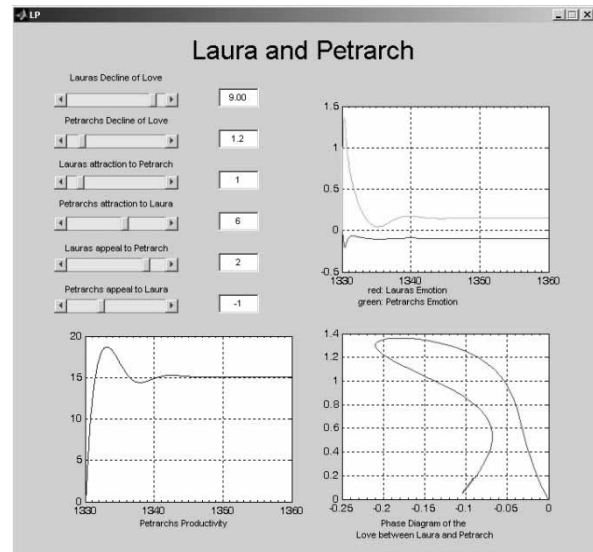 LP
Laura and Petrarch
Lauras Decline of Love
9.00
Petrarchs Decline of Love
1.2
Lauras attraction to Petrarch
1
Petrarchs attraction to Laura
6
Lauras appeal to Petrarch
2
Petrarchs appeal to Laura
-1
1.5
1
0.5
0
-0.5
1330 1340 1350 1360
red: Lauras Emotion
green: Petrarchs Emotion
20
15
10
5
0
1330 1340 1350 1360
Petrarchs Productivity
1.4
1.2
1
0.8
0.6
0.4
0.2
0
-0.25 -0.2 -0.15 -0.1 -0.05 0
Phase Diagram of the
Love between Laura and Petrarch